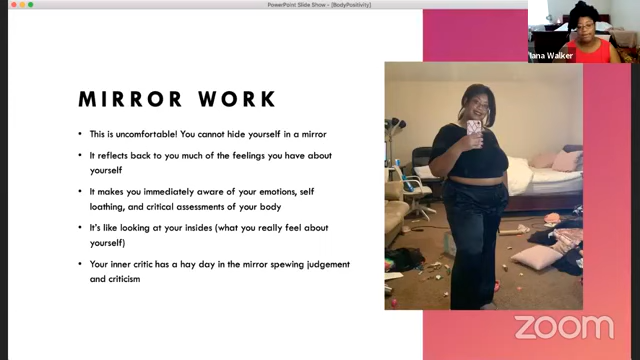 PowerPoint Slide Show - [BodyPositivity]
lana Walker
MIRROR WORK
• This is uncomfortable! You cannot hide yourself in a mirror
• It reflects back to you much of the feelings you have about
yourself
• It makes you immediately aware of your emotions, self
loathing, and critical assessments of your body
• It's like looking at your insides (what you really feel about
yourself)
• Your inner critic has a hay day in the mirror spewing judgement
and criticism
zoom